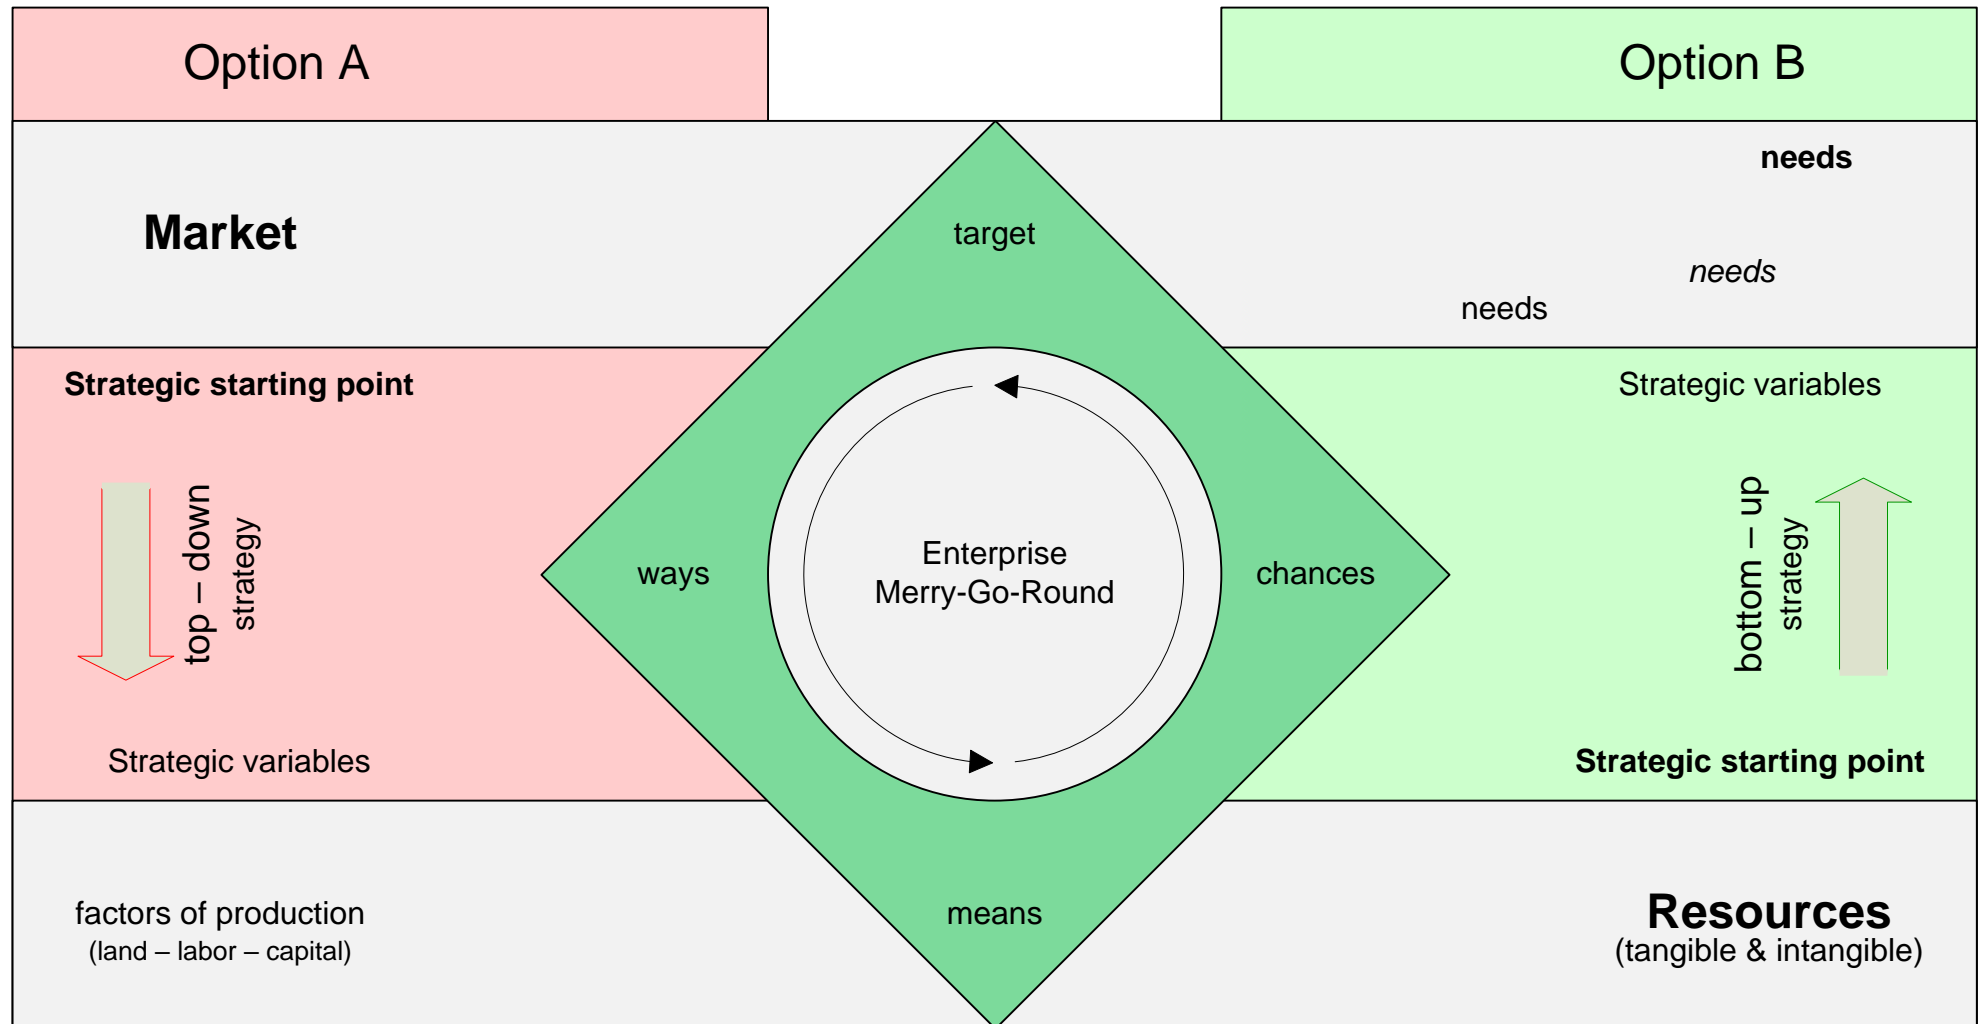 Option A
Option B
Market
target
needs
needs
needs
Strategic starting point
Strategic variables
top – down
strategy
ways
Enterprise
Merry-Go-Round
chances
bottom – up
strategy
Strategic variables
Strategic starting point
factors of production
(land – labor – capital)
means
Resources
(tangible & intangible)